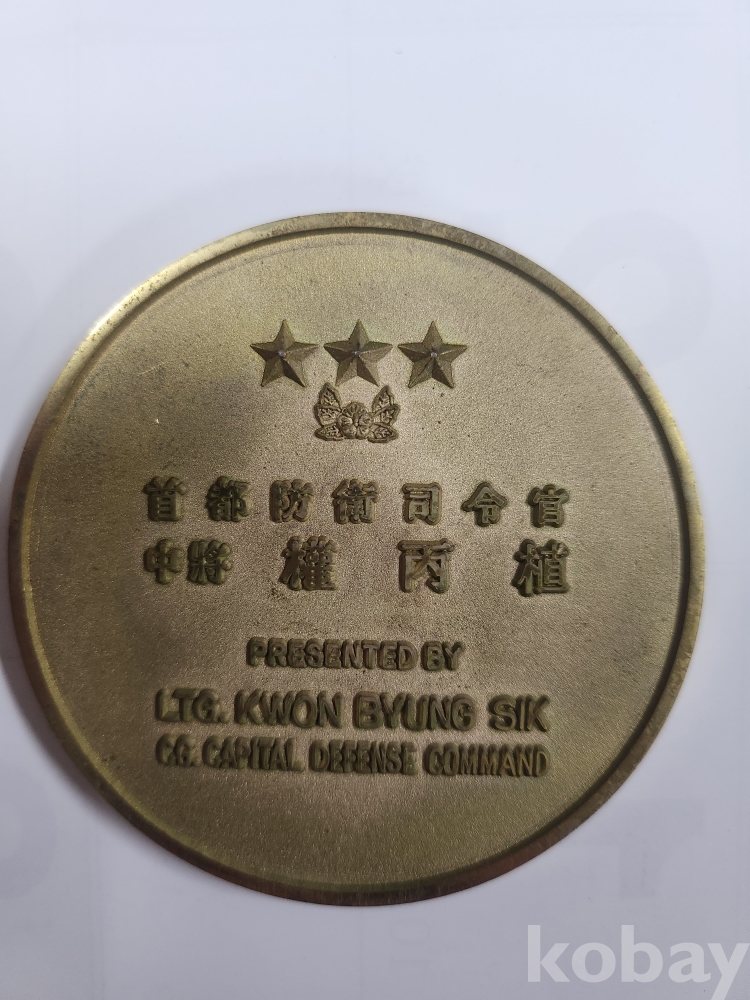 首都防衛司令官
中將 權丙植
PRESENTED BY
LTG. KWON BYUNG SIK
CG. CAPITAL DEFENSE COMMAND
kobay